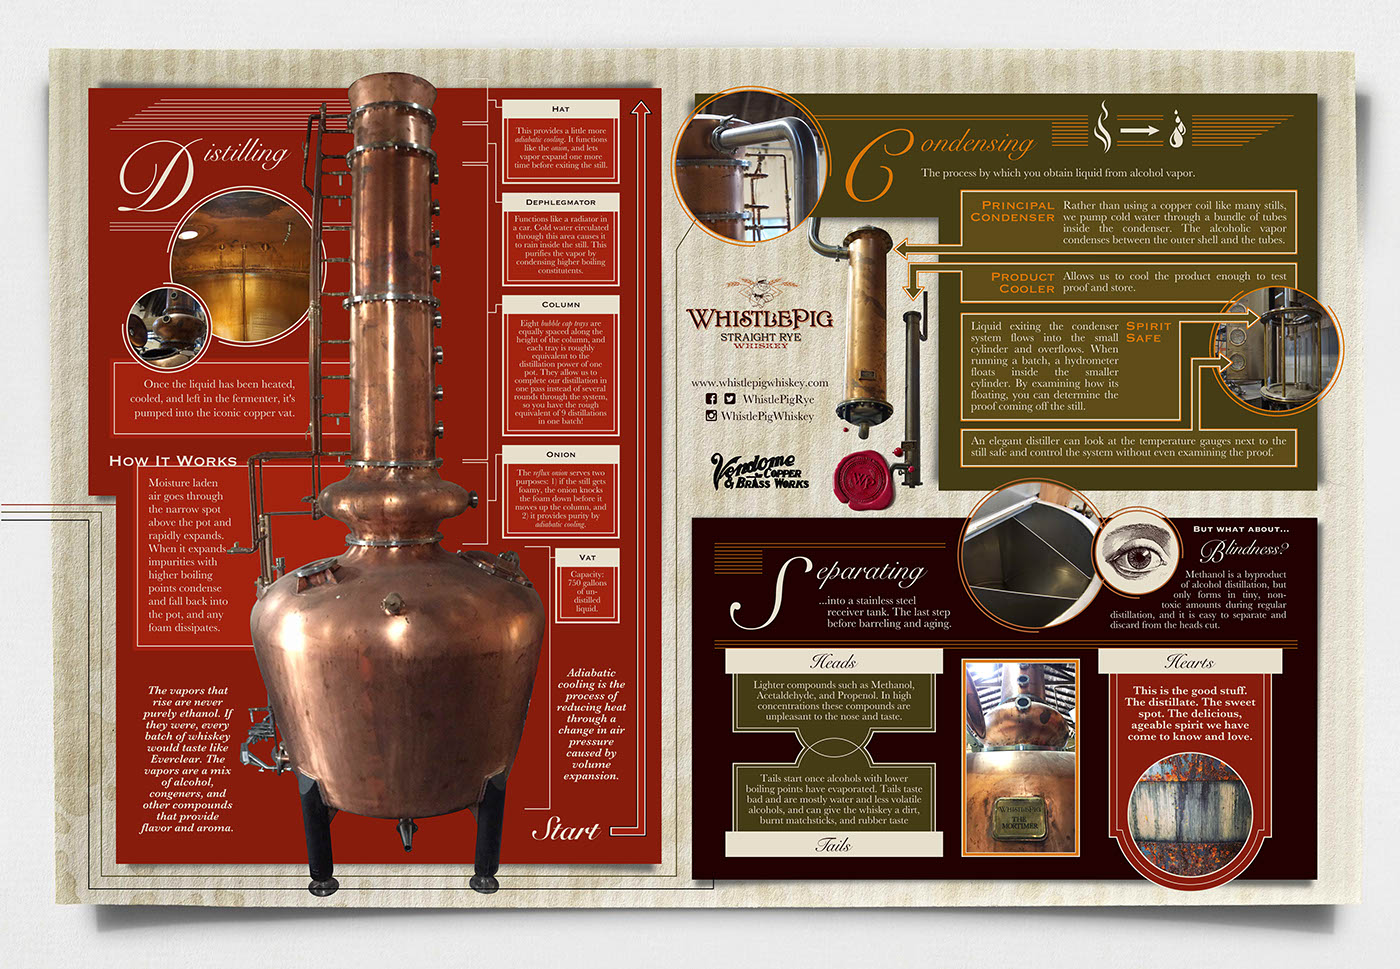 Distilling
Once the liquid has been heated,
cooled, and left in the fermenter, it's
pumped into the iconic copper vat.
How It Works
Moisture laden
air goes through
the narrow spot
above the pot and
rapidly expands.
When it expands
impurities with
higher boiling
points condense
and fall back into
the pot, and any
foam dissipates.
The vapors that
rise are never
purely ethanol. If
they were, every
batch of whiskey
would taste like
Everclear. The
vapors are a mix
of alcohol,
congeners, and
other compounds
that provide
flavor and aroma.
Hat
This provides a little more
adiabatic cooling. It functions
like the onion, and lets
vapor expand one more
time before exiting the still.
Dephlegmator
Functions like a radiator in
a car. Cold water circulated
through this area causes it
to rain inside the still. This
purifies the vapor by
condensing higher boiling
constitutents.
Column
Eight bubble cap trays are
equally spaced along the
height of the column, and
each tray is roughly
equivalent to the
distillation power of one
pot. They allow us to
complete our distillation in
one pass instead of several
rounds through the system,
so you have the rough
equivalent of 9 distillations
in one batch!
Onion
The reflux onion serves two
purposes: 1) if the still gets
foamy, the onion knocks
the foam down before it
moves up the column, and
2) it provides purity by
adiabatic cooling.
Vat
Capacity:
750 gallons
of un-
distilled
liquid.
Adiabatic
cooling is the
process of
reducing heat
through a
change in air
pressure
caused by
volume
expansion.
Start
Condensing
The process by which you obtain liquid from alcohol vapor.
Principal
Condenser
Rather than using a copper coil like many stills,
we pump cold water through a bundle of tubes
inside the condenser. The alcoholic vapor
condenses between the outer shell and the tubes.
Product
Cooler
Allows us to cool the product enough to test
proof and store.
Spirit
Safe
Liquid exiting the condenser
system flows into the small
cylinder and overflows. When
running a batch, a hydrometer
floats inside the smaller
cylinder. By examining how its
floating, you can determine the
proof coming off the still.
An elegant distiller can look at the temperature gauges next to the
still safe and control the system without even examining the proof.
WhistlePig
STRAIGHT RYE
WHISKEY
www.whistlepigwhiskey.com
WhistlePigRye
WhistlePigWhiskey
Vendome
Copper
& Brass Works
WP
Separating
...into a stainless steel
receiver tank. The last step
before barreling and aging.
But what about...
Blindness?
Methanol is a byproduct
of alcohol distillation, but
only forms in tiny, non-
toxic amounts during regular
distillation, and it is easy to separate and
discard from the heads cut.
Heads
Lighter compounds such as Methanol,
Acetaldehyde, and Propenol. In high
concentrations these compounds are
unpleasant to the nose and taste.
Tails start once alcohols with lower
boiling points have evaporated. Tails taste
bad and are mostly water and less volatile
alcohols, and can give the whiskey a dirt,
burnt matchsticks, and rubber taste
Tails
WHISTLEPIG
THE
MORTIMER
Hearts
This is the good stuff.
The distillate. The sweet
spot. The delicious,
ageable spirit we have
come to know and love.